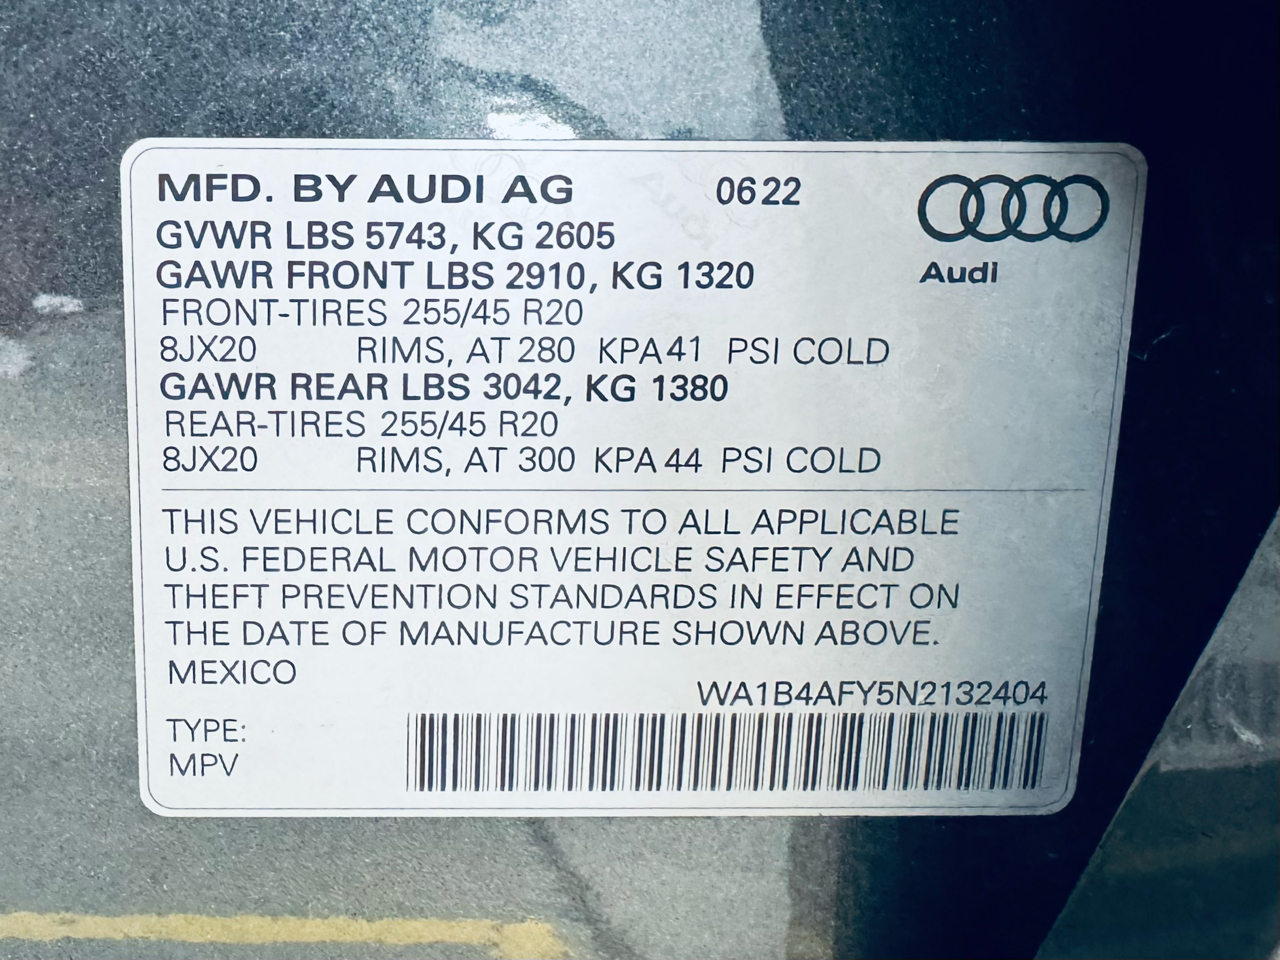 MFD. BY AUDI AG 0622
Audi
GVWR LBS 5743, KG 2605
GAWR FRONT LBS 2910, KG 1320
FRONT-TIRES 255/45 R20
8JX20 RIMS, AT 280 KPA 41 PSI COLD
GAWR REAR LBS 3042, KG 1380
REAR-TIRES 255/45 R20
8JX20 RIMS, AT 300 KPA 44 PSI COLD
THIS VEHICLE CONFORMS TO ALL APPLICABLE
U.S. FEDERAL MOTOR VEHICLE SAFETY AND
THEFT PREVENTION STANDARDS IN EFFECT ON
THE DATE OF MANUFACTURE SHOWN ABOVE.
MEXICO
WA1B4AFY5N2132404
TYPE:
MPV